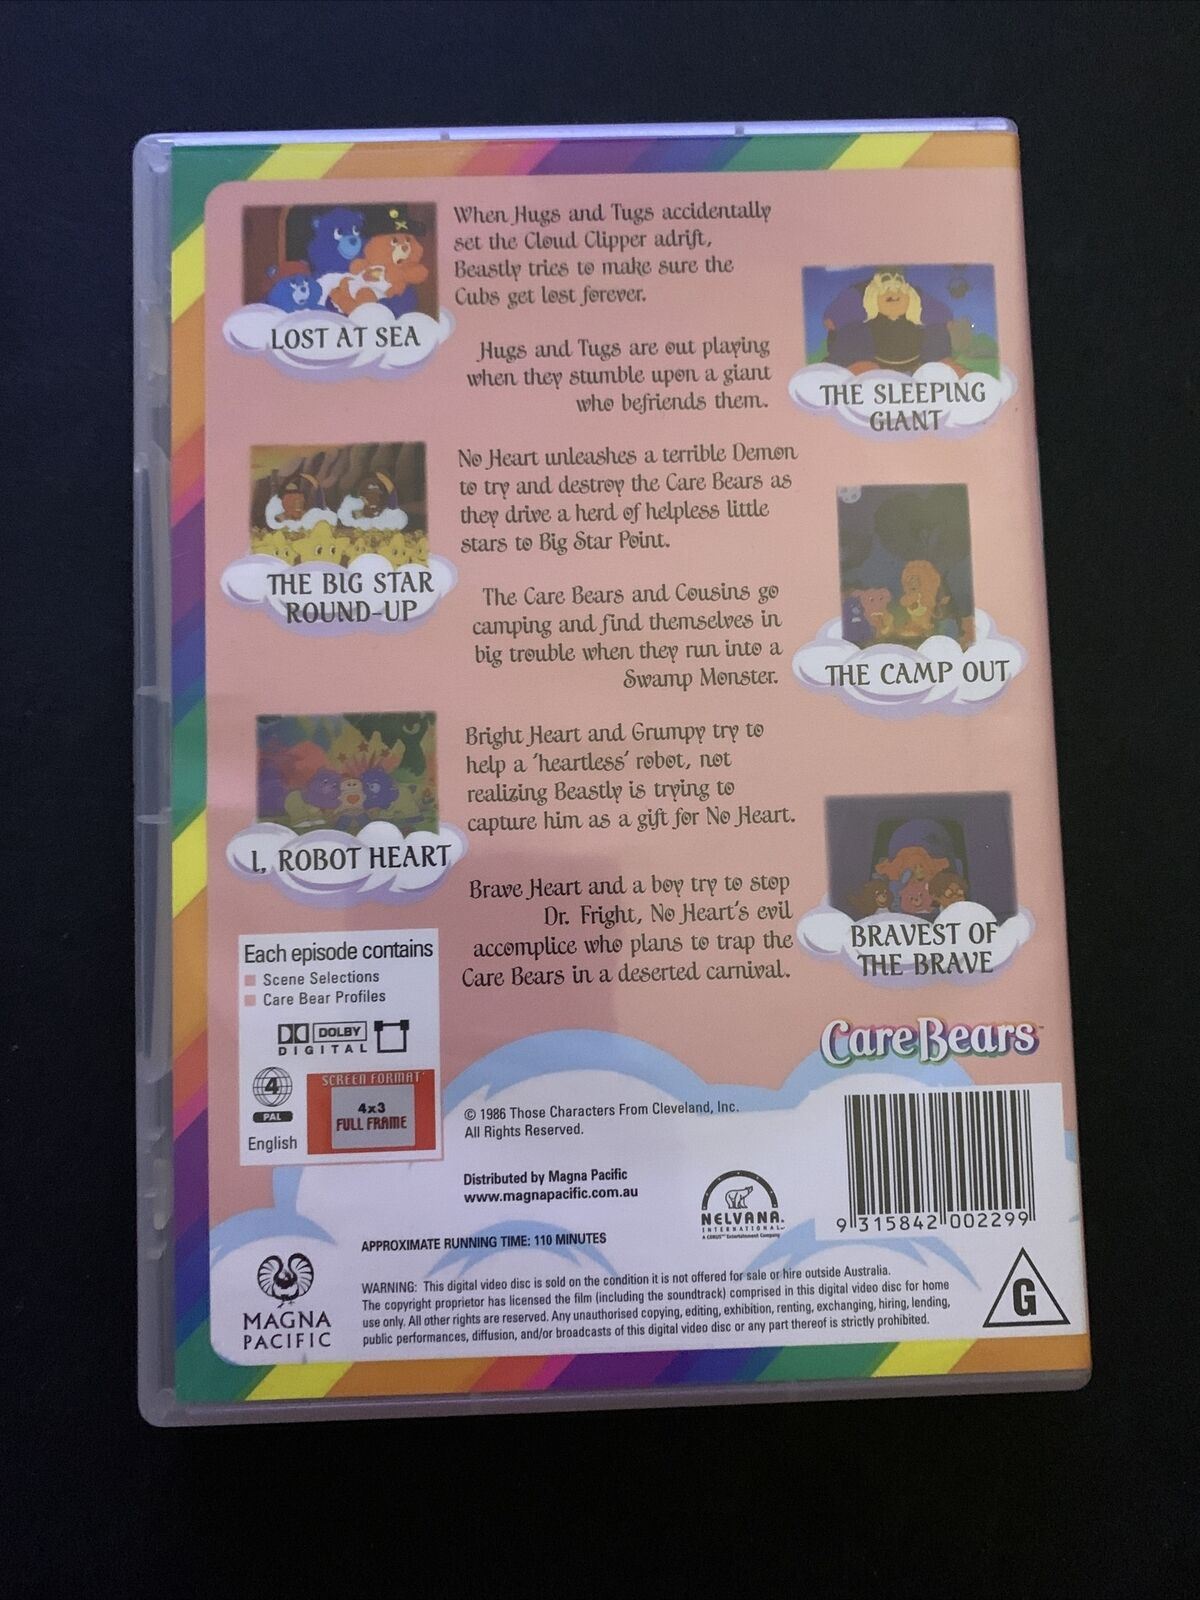 When Hugs and Tugs accidentally
set the Cloud Clipper adrift,
Beastly tries to make sure the
Cubs get lost forever.
LOST AT SEA
Hugs and Tugs are out playing
when they stumble upon a giant
who befriends them.
THE SLEEPING
GIANT
No Heart unleashes a terrible Demon
to try and destroy the Care Bears as
they drive a herd of helpless little
stars to Big Star Point.
THE BIG STAR
ROUND-UP
The Care Bears and Cousins go
camping and find themselves in
big trouble when they run into a
Swamp Monster.
THE CAMP OUT
Bright Heart and Grumpy try to
help a 'heartless' robot, not
realizing Beastly is trying to
capture him as a gift for No Heart.
I, ROBOT HEART
Brave Heart and a boy try to stop
Dr. Fright, No Heart's evil
accomplice who plans to trap the
Care Bears in a deserted carnival.
BRAVEST OF
THE BRAVE
Each episode contains
Scene Selections
Care Bear Profiles
DOLBY
DIGITAL
4
PAL
English
SCREEN FORMAT
4x3
FULL FRAME
Care Bears™
© 1986 Those Characters From Cleveland, Inc.
All Rights Reserved.
Distributed by Magna Pacific
www.magnapacific.com.au
NELVANA
INTERNATIONAL
A CORUS™ Entertainment Company
9 315842 002299
APPROXIMATE RUNNING TIME: 110 MINUTES
MAGNA
PACIFIC
WARNING: This digital video disc is sold on the condition it is not offered for sale or hire outside Australia.
The copyright proprietor has licensed the film (including the soundtrack) comprised in this digital video disc for home
use only. All other rights are reserved. Any unauthorised copying, editing, exhibition, renting, exchanging, hiring, lending,
public performances, diffusion, and/or broadcasts of this digital video disc or any part thereof is strictly prohibited.
G